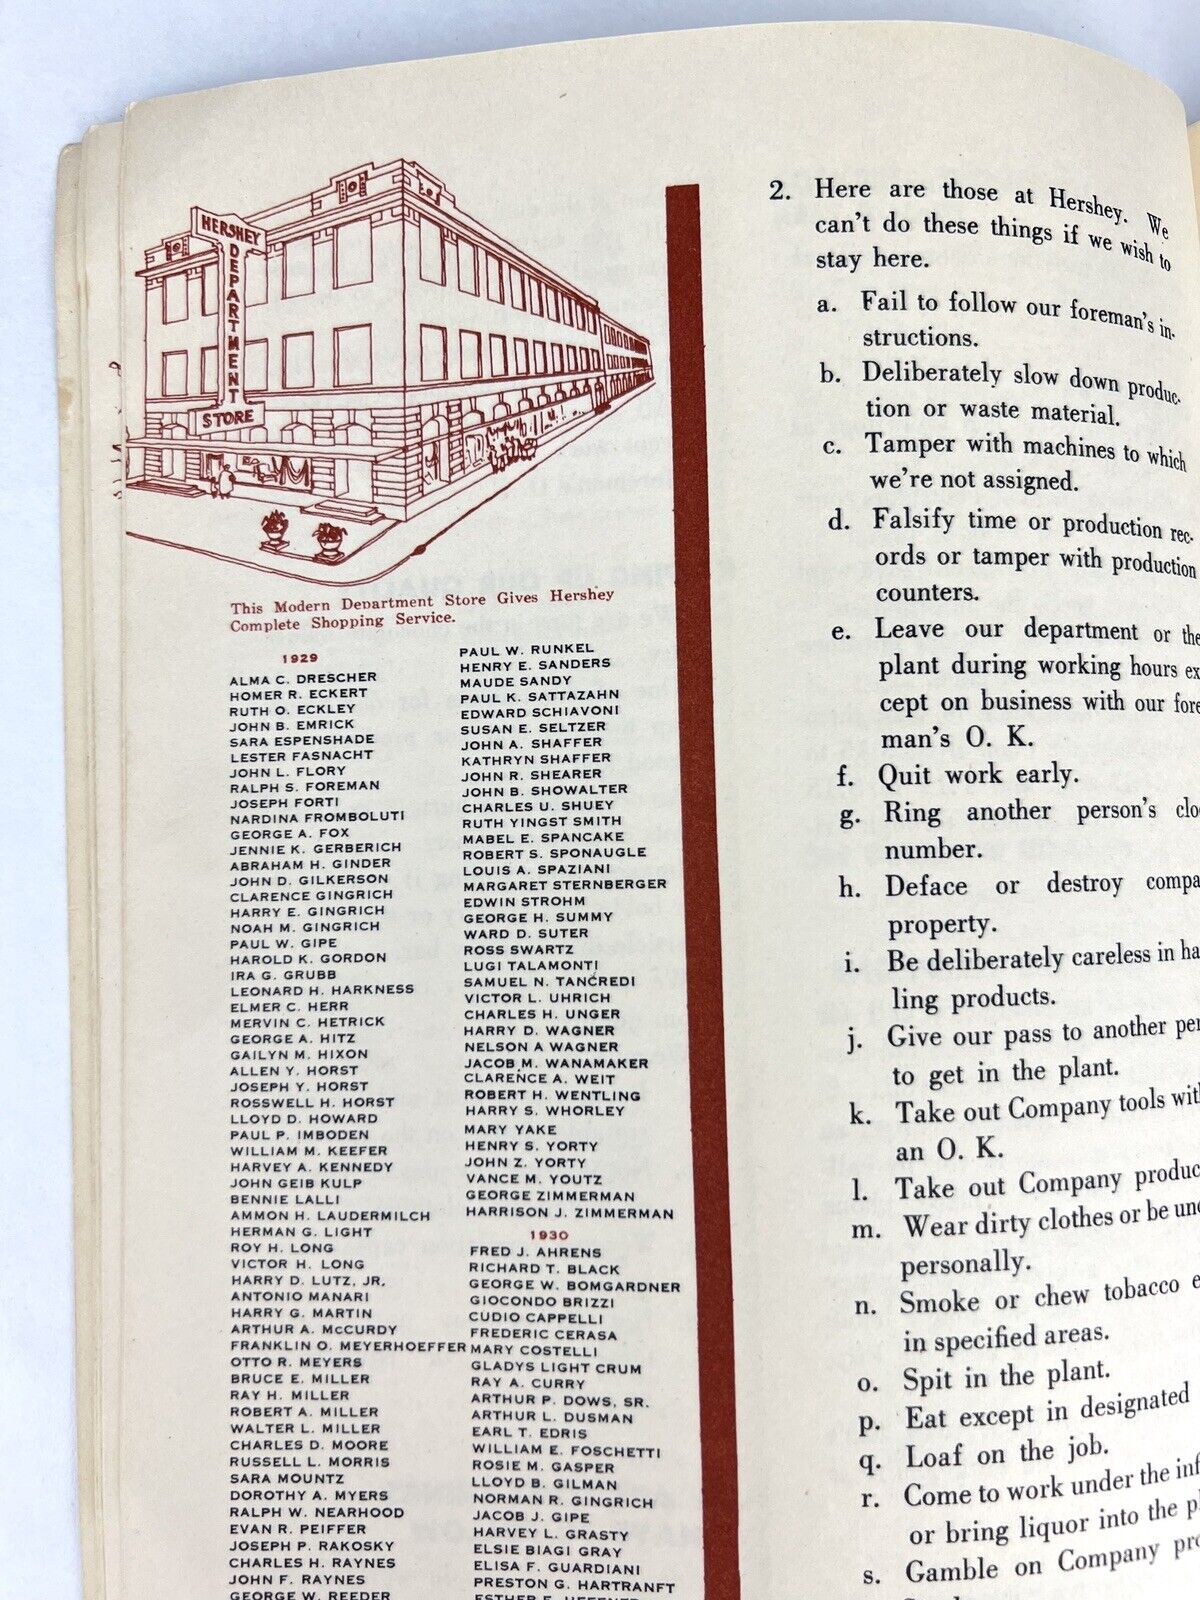 HERSHEY
DEPARTMENT
STORE
This Modern Department Store Gives Hershey
Complete Shopping Service.
1929
ALMA C. DRESCHER
HOMER R. ECKERT
RUTH O. ECKLEY
JOHN B. EMRICK
SARA ESPENSHADE
LESTER FASNACHT
JOHN L. FLORY
RALPH S. FOREMAN
JOSEPH FORTI
NARDINA FROMBOLUTI
GEORGE A. FOX
JENNIE K. GERBERICH
ABRAHAM H. GINDER
JOHN D. GILKERSON
CLARENCE GINGRICH
HARRY E. GINGRICH
NOAH M. GINGRICH
PAUL W. GIPE
HAROLD K. GORDON
IRA G. GRUBB
LEONARD H. HARKNESS
ELMER C. HERR
MERVIN C. HETRICK
GEORGE A. HITZ
GAILYN M. HIXON
ALLEN Y. HORST
JOSEPH Y. HORST
ROSSWELL H. HORST
LLOYD D. HOWARD
PAUL P. IMBODEN
WILLIAM M. KEEFER
HARVEY A. KENNEDY
JOHN GEIB KULP
BENNIE LALLI
AMMON H. LAUDERMILCH
HERMAN G. LIGHT
ROY H. LONG
VICTOR H. LONG
HARRY D. LUTZ, JR.
ANTONIO MANARI
HARRY G. MARTIN
ARTHUR A. McCURDY
FRANKLIN O. MEYERHOEFFER
OTTO R. MEYERS
BRUCE E. MILLER
RAY H. MILLER
ROBERT A. MILLER
WALTER L. MILLER
CHARLES D. MOORE
RUSSELL L. MORRIS
SARA MOUNTZ
DOROTHY A. MYERS
RALPH W. NEARHOOD
EVAN R. PEIFFER
JOSEPH P. RAKOSKY
CHARLES H. RAYNES
JOHN F. RAYNES
GEORGE W. REEDER
PAUL W. RUNKEL
HENRY E. SANDERS
MAUDE SANDY
PAUL K. SATTAZAHN
EDWARD SCHIAVONI
SUSAN E. SELTZER
JOHN A. SHAFFER
KATHRYN SHAFFER
JOHN R. SHEARER
JOHN B. SHOWALTER
CHARLES U. SHUEY
RUTH YINGST SMITH
MABEL E. SPANCAKE
ROBERT S. SPONAUGLE
LOUIS A. SPAZIANI
MARGARET STERNBERGER
EDWIN STROHM
GEORGE H. SUMMY
WARD D. SUTER
ROSS SWARTZ
LUGI TALAMONTI
SAMUEL N. TANCREDI
VICTOR L. UHRICH
CHARLES H. UNGER
HARRY D. WAGNER
NELSON A WAGNER
JACOB M. WANAMAKER
CLARENCE A. WEIT
ROBERT H. WENTLING
HARRY S. WHORLEY
MARY YAKE
HENRY S. YORTY
JOHN Z. YORTY
VANCE M. YOUTZ
GEORGE ZIMMERMAN
HARRISON J. ZIMMERMAN
1930
FRED J. AHRENS
RICHARD T. BLACK
GEORGE W. BOMGARDNER
GIOCONDO BRIZZI
CUDIO CAPPELLI
FREDERIC CERASA
MARY COSTELLI
GLADYS LIGHT CRUM
RAY A. CURRY
ARTHUR P. DOWS, SR.
ARTHUR L. DUSMAN
EARL T. EDRIS
WILLIAM E. FOSCHETTI
ROSIE M. GASPER
LLOYD B. GILMAN
NORMAN R. GINGRICH
JACOB J. GIPE
HARVEY L. GRASTY
ELSIE BIAGI GRAY
ELISA F. GUARDIANI
PRESTON G. HARTRANFT
2. Here are those at Hershey. We
can't do these things if we wish to
stay here.
a. Fail to follow our foreman's in-
structions.
b. Deliberately slow down produc-
tion or waste material.
c. Tamper with machines to which
we're not assigned.
d. Falsify time or production rec-
ords or tamper with production
counters.
e. Leave our department or the
plant during working hours ex
cept on business with our fore
man's O. K.
f. Quit work early.
g. Ring another person's clo
number.
h. Deface or destroy compa
property.
i. Be deliberately careless in ha
ling products.
j. Give our pass to another per
to get in the plant.
k. Take out Company tools wit
an O. K.
l. Take out Company produc
m. Wear dirty clothes or be un
personally.
n. Smoke or chew tobacco e
in specified areas.
o. Spit in the plant.
p. Eat except in designated
q. Loaf on the job.
r. Come to work under the inf
or bring liquor into the pl
s. Gamble on Company pro